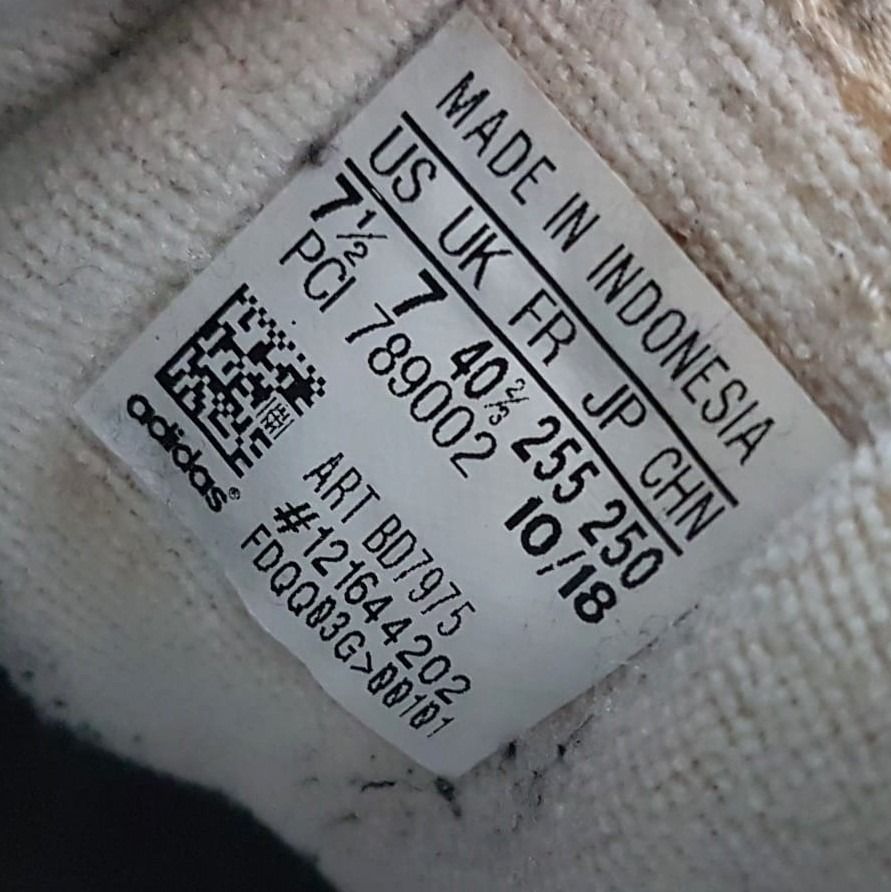 MADE IN INDONESIA
US UK FR JP CHN
7½ 7 40⅔ 255 250
PCI 789002 10/18
adidas®
ART BD7975
#121644202
FDQQ03G>00101